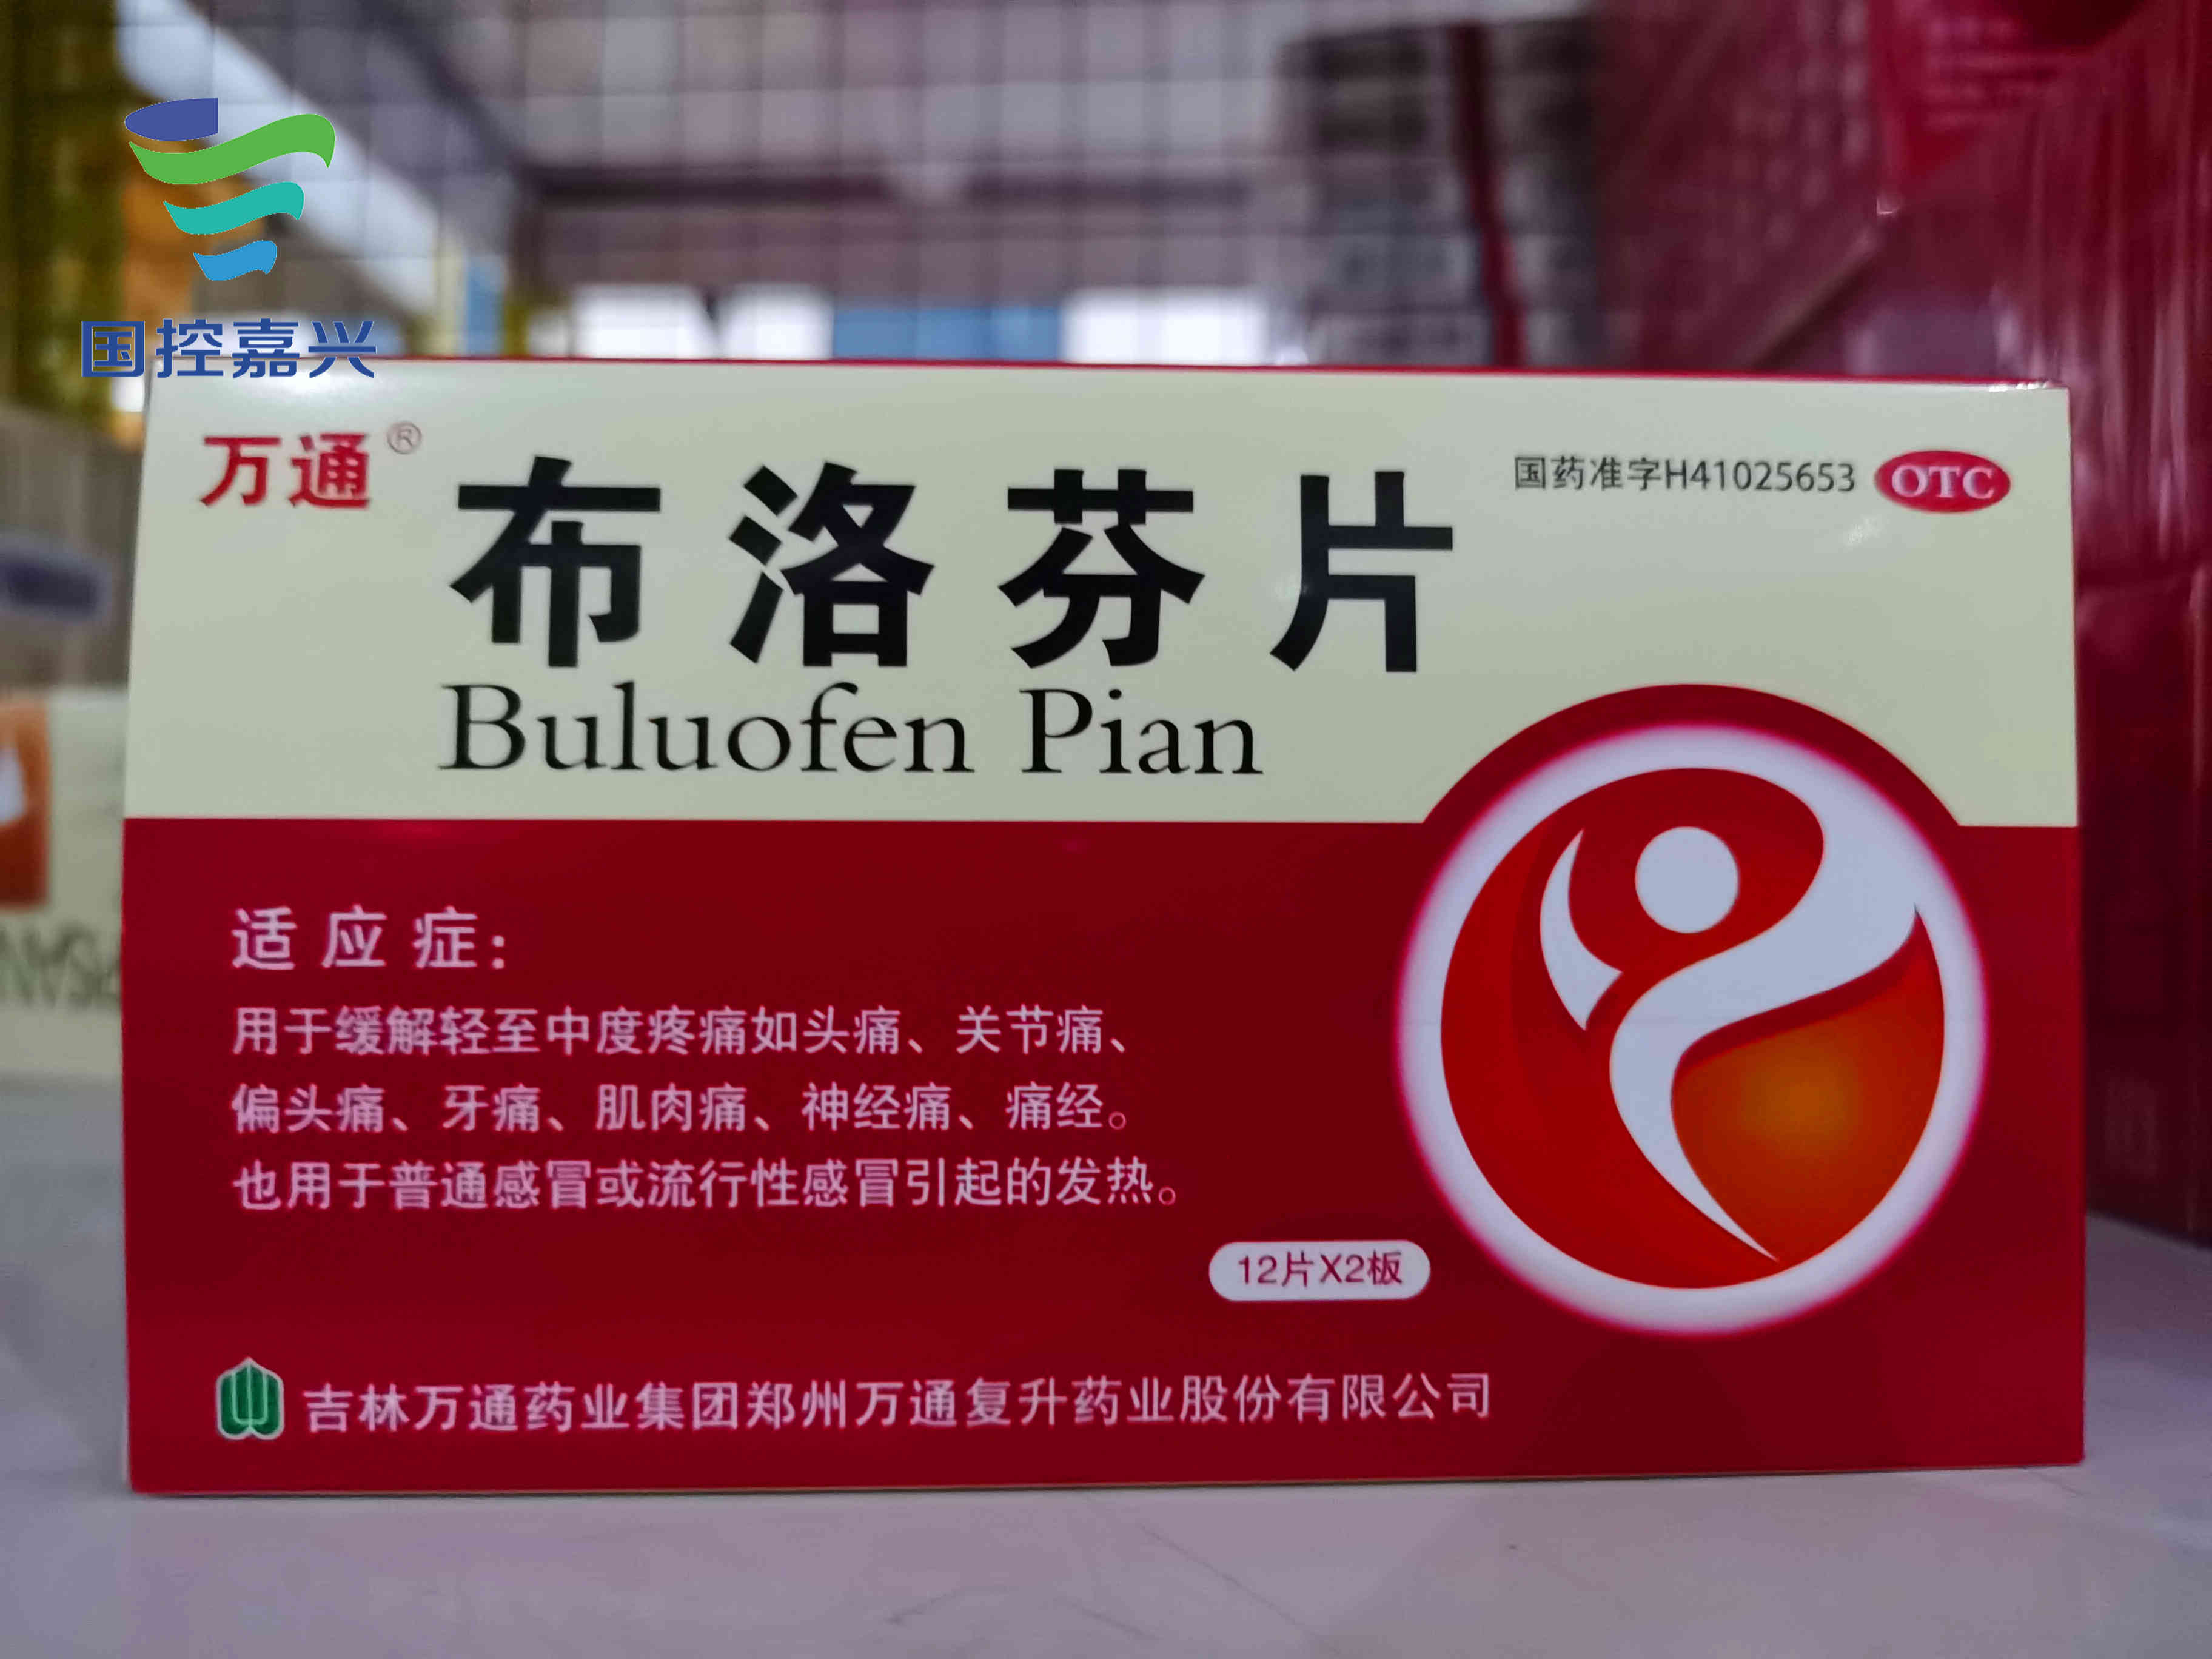 国控嘉兴
万通®
布洛芬片
Buluofen Pian
国药准字H41025653 OTC
适应症:
用于缓解轻至中度疼痛如头痛、关节痛、
偏头痛、牙痛、肌肉痛、神经痛、痛经。
也用于普通感冒或流行性感冒引起的发热。
12片X2板
吉林万通药业集团郑州万通复升药业股份有限公司